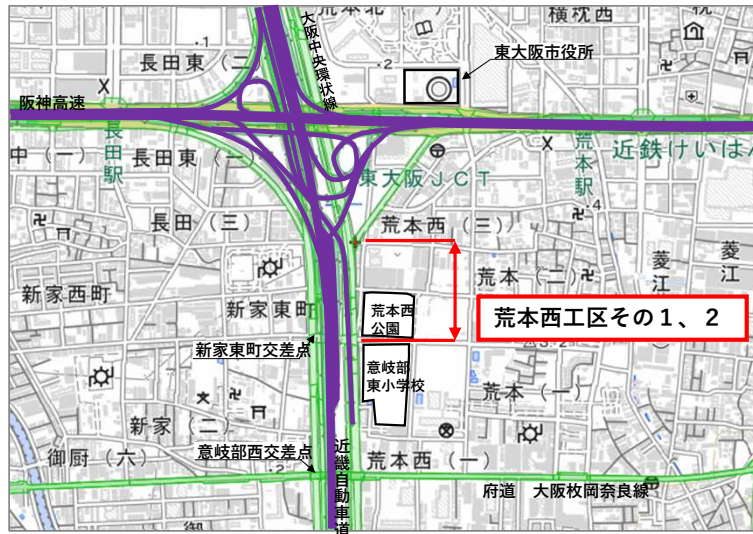 荒本北(
横枕西
大阪中央環状線
東大阪市役所
長田東(二
阪神高速
長田駅
中(一)
長田東(一)
東大阪JCT
荒本駅
近鉄けいはん
長田(三)
荒本西(三)
荒本(二)
菱江
菱江
新家西町
新家東町
荒本西
公園
荒本西工区その1、2
新家東町交差点
意岐部
東小学校
荒本(一)
新家(二)
意岐部西交差点
近畿自動車道
御厨(六)
荒本西(一)
府道 大阪枚岡奈良線
御